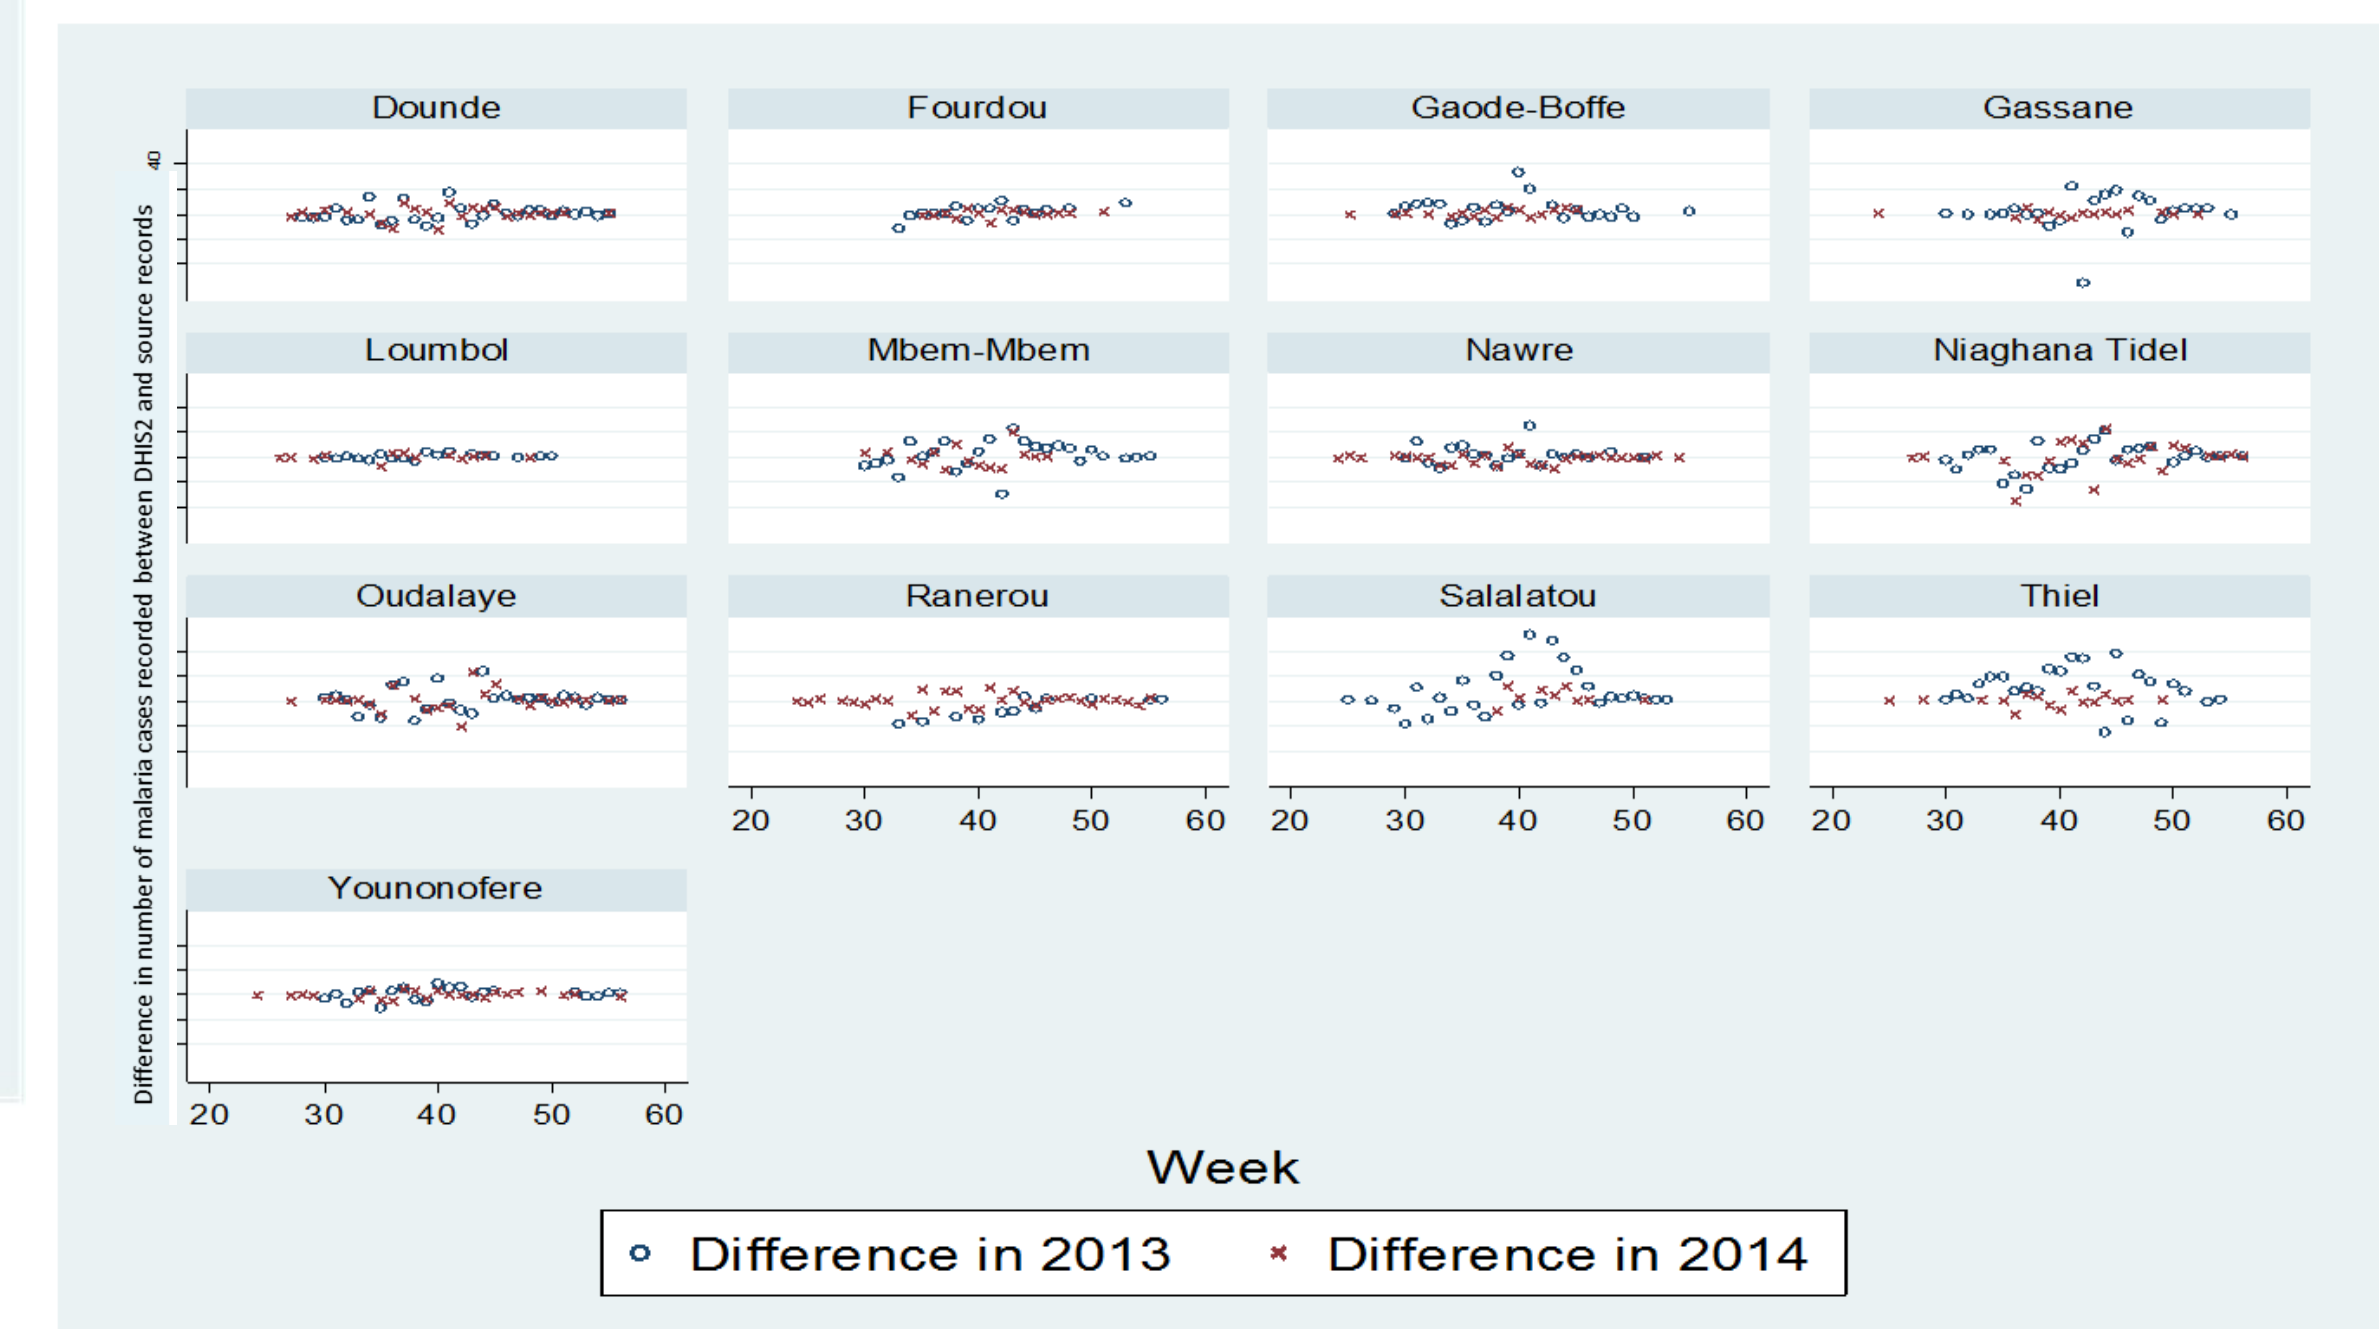 Dounde
Fourdou
Gaode-Boffe
Gassane
40
Difference in number of malaria cases recorded between DHIS2 and source records
Loumbol
Mbem-Mbem
Nawre
Niaghana Tidel
Oudalaye
Ranerou
Salalatou
Thiel
20 30 40 50 60
20 30 40 50 60
20 30 40 50 60
Younonofere
20 30 40 50 60
Week
Difference in 2013
Difference in 2014